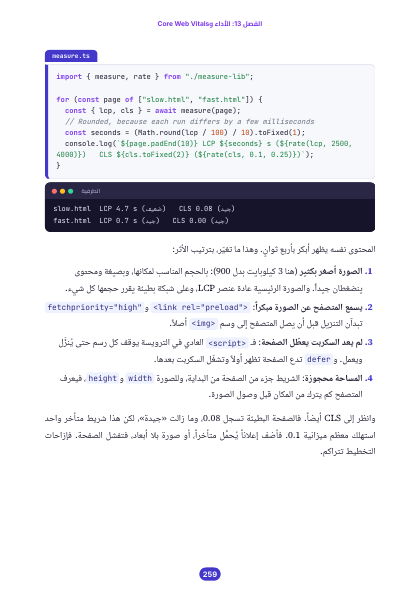 الفصل 13: الأداء وCore Web Vitals
measure.ts
import { measure, rate } from "./measure-lib";
for (const page of ["slow.html", "fast.html"]) {
const { lcp, cls } = await measure(page);
// Rounded, because each run differs by a few milliseconds
const seconds = (Math.round(lcp / 100) / 10).toFixed(1);
console.log(`${page.padEnd(10)} LCP ${seconds} s (${rate(lcp, 2500,
4000)})   CLS ${cls.toFixed(2)} (${rate(cls, 0.1, 0.25)})`);
}
الطرفية
slow.html  LCP 4.7 s (ضعيف)  CLS 0.08 (جيد)
fast.html  LCP 0.7 s (جيد)  CLS 0.00 (جيد)
المحتوى نفسه يظهر أبكر بأربع ثوانٍ. وهذا ما تغيّر، بترتيب الأثر:
1. الصورة أصغر بكثير (هنا 3 كيلوبايت بدل 900): بالحجم المناسب لمكانها، وبصيغة ومحتوى
ينضغطان جيداً. والصورة الرئيسية عادة عنصر LCP، وعلى شبكة بطيئة يقرر حجمها كل شيء.
2. يسمع المتصفح عن الصورة مبكراً: <link rel="preload"> و fetchpriority="high"
تبدآن التنزيل قبل أن يصل المتصفح إلى وسم <img> أصلاً.
3. لم يعد السكربت يعطّل الصفحة: فـ <script> العادي في الترويسة يوقف كل رسم حتى يُنزَّل
ويعمل. و defer تدع الصفحة تظهر أولاً وتشغّل السكربت بعدها.
4. المساحة محجوزة: الشريط جزء من الصفحة من البداية، وللصورة width و height، فيعرف
المتصفح كم يترك من المكان قبل وصول الصورة.
وانظر إلى CLS أيضاً. فالصفحة البطيئة تسجل 0.08، وما زالت «جيدة»، لكن هذا شريط متأخر واحد
استهلك معظم ميزانية 0.1. فأضف إعلاناً يُحمَّل متأخراً، أو صورة بلا أبعاد، فتفشل الصفحة. فإزاحات
التخطيط تتراكم.
259